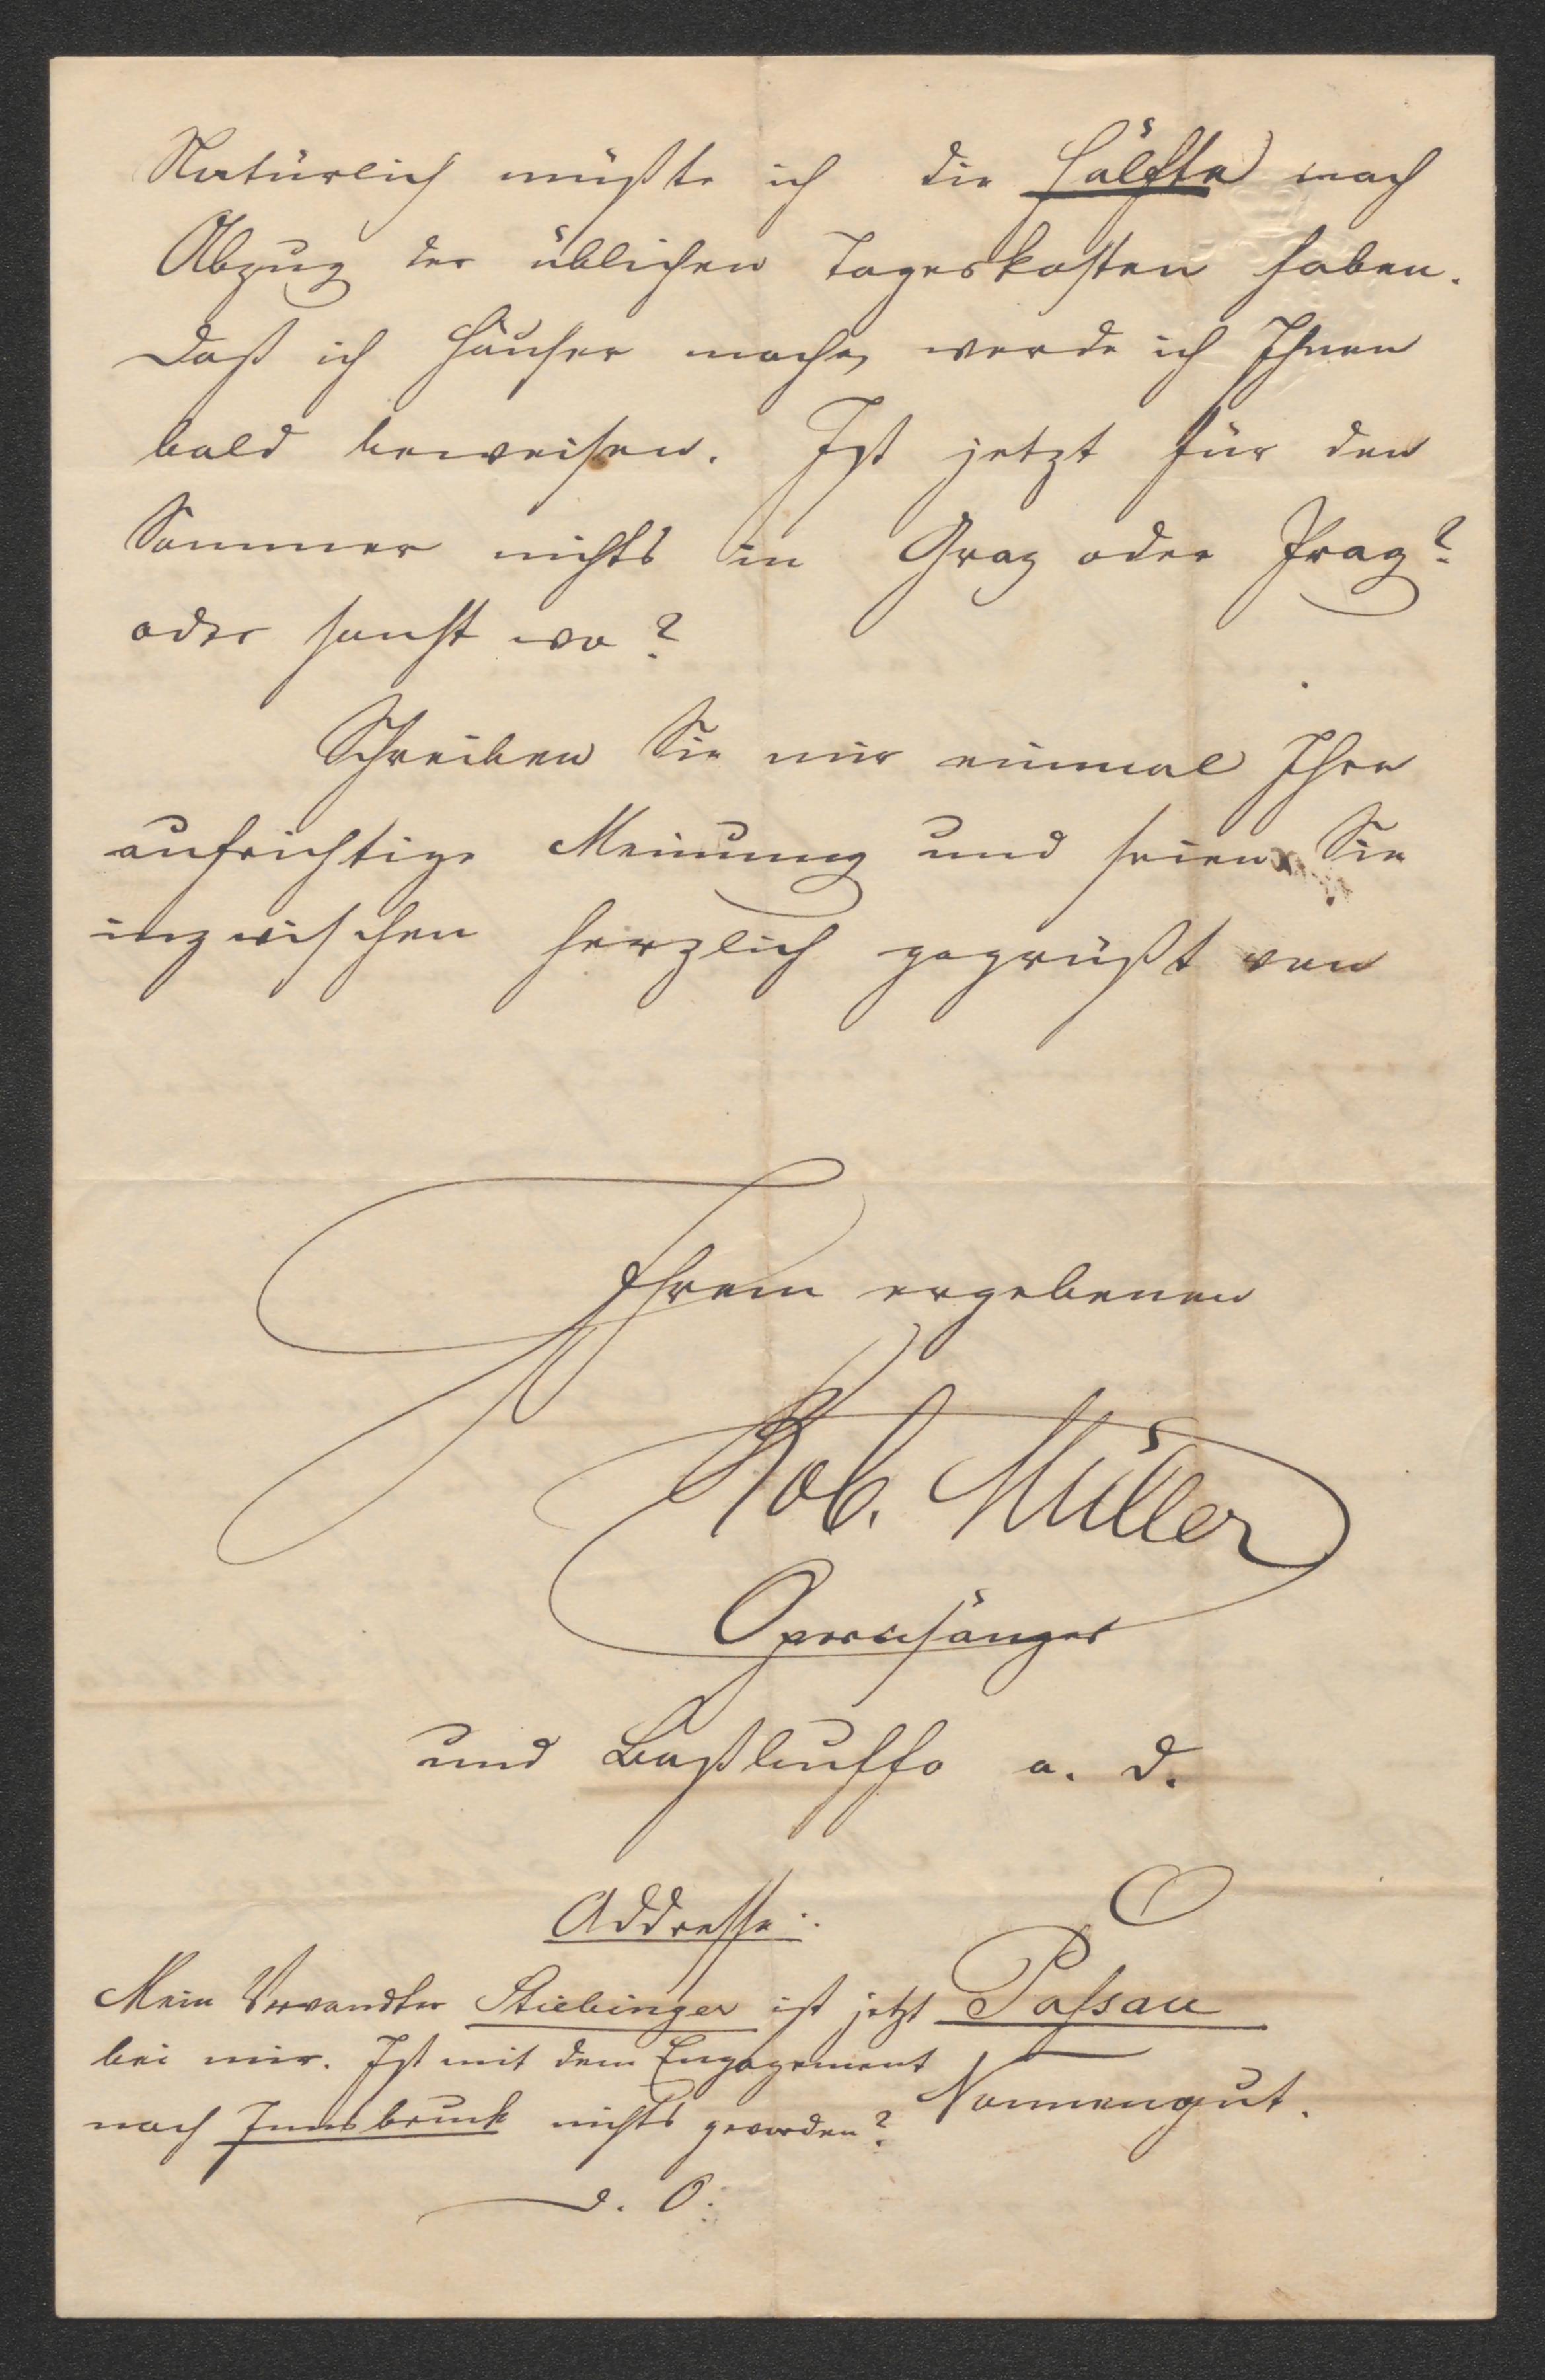 Natürlich müßte ich die Hälfte nach
Abzug der üblichen Tageskosten haben.
Daß ich Häuser mache, werde ich Ihnen
bald beweisen. Ist jetzt für den
Sommer nichts in Graz oder Prag?
oder sonst wo?
Schreiben Sie mir einmal Ihre
aufrichtige Meinung und seien Sie
inzwischen herzlich gegrüßt von
Ihrem ergebenen
Rob. Müller
Opernsänger
und Baßbuffo a. D.
Addresse:
Passau
Nonnengut.
Mein Verwandter Stiebinger ist jetzt
bei mir. Ist mit dem Engagement
nach Innsbruck nichts geworden?
D. O.